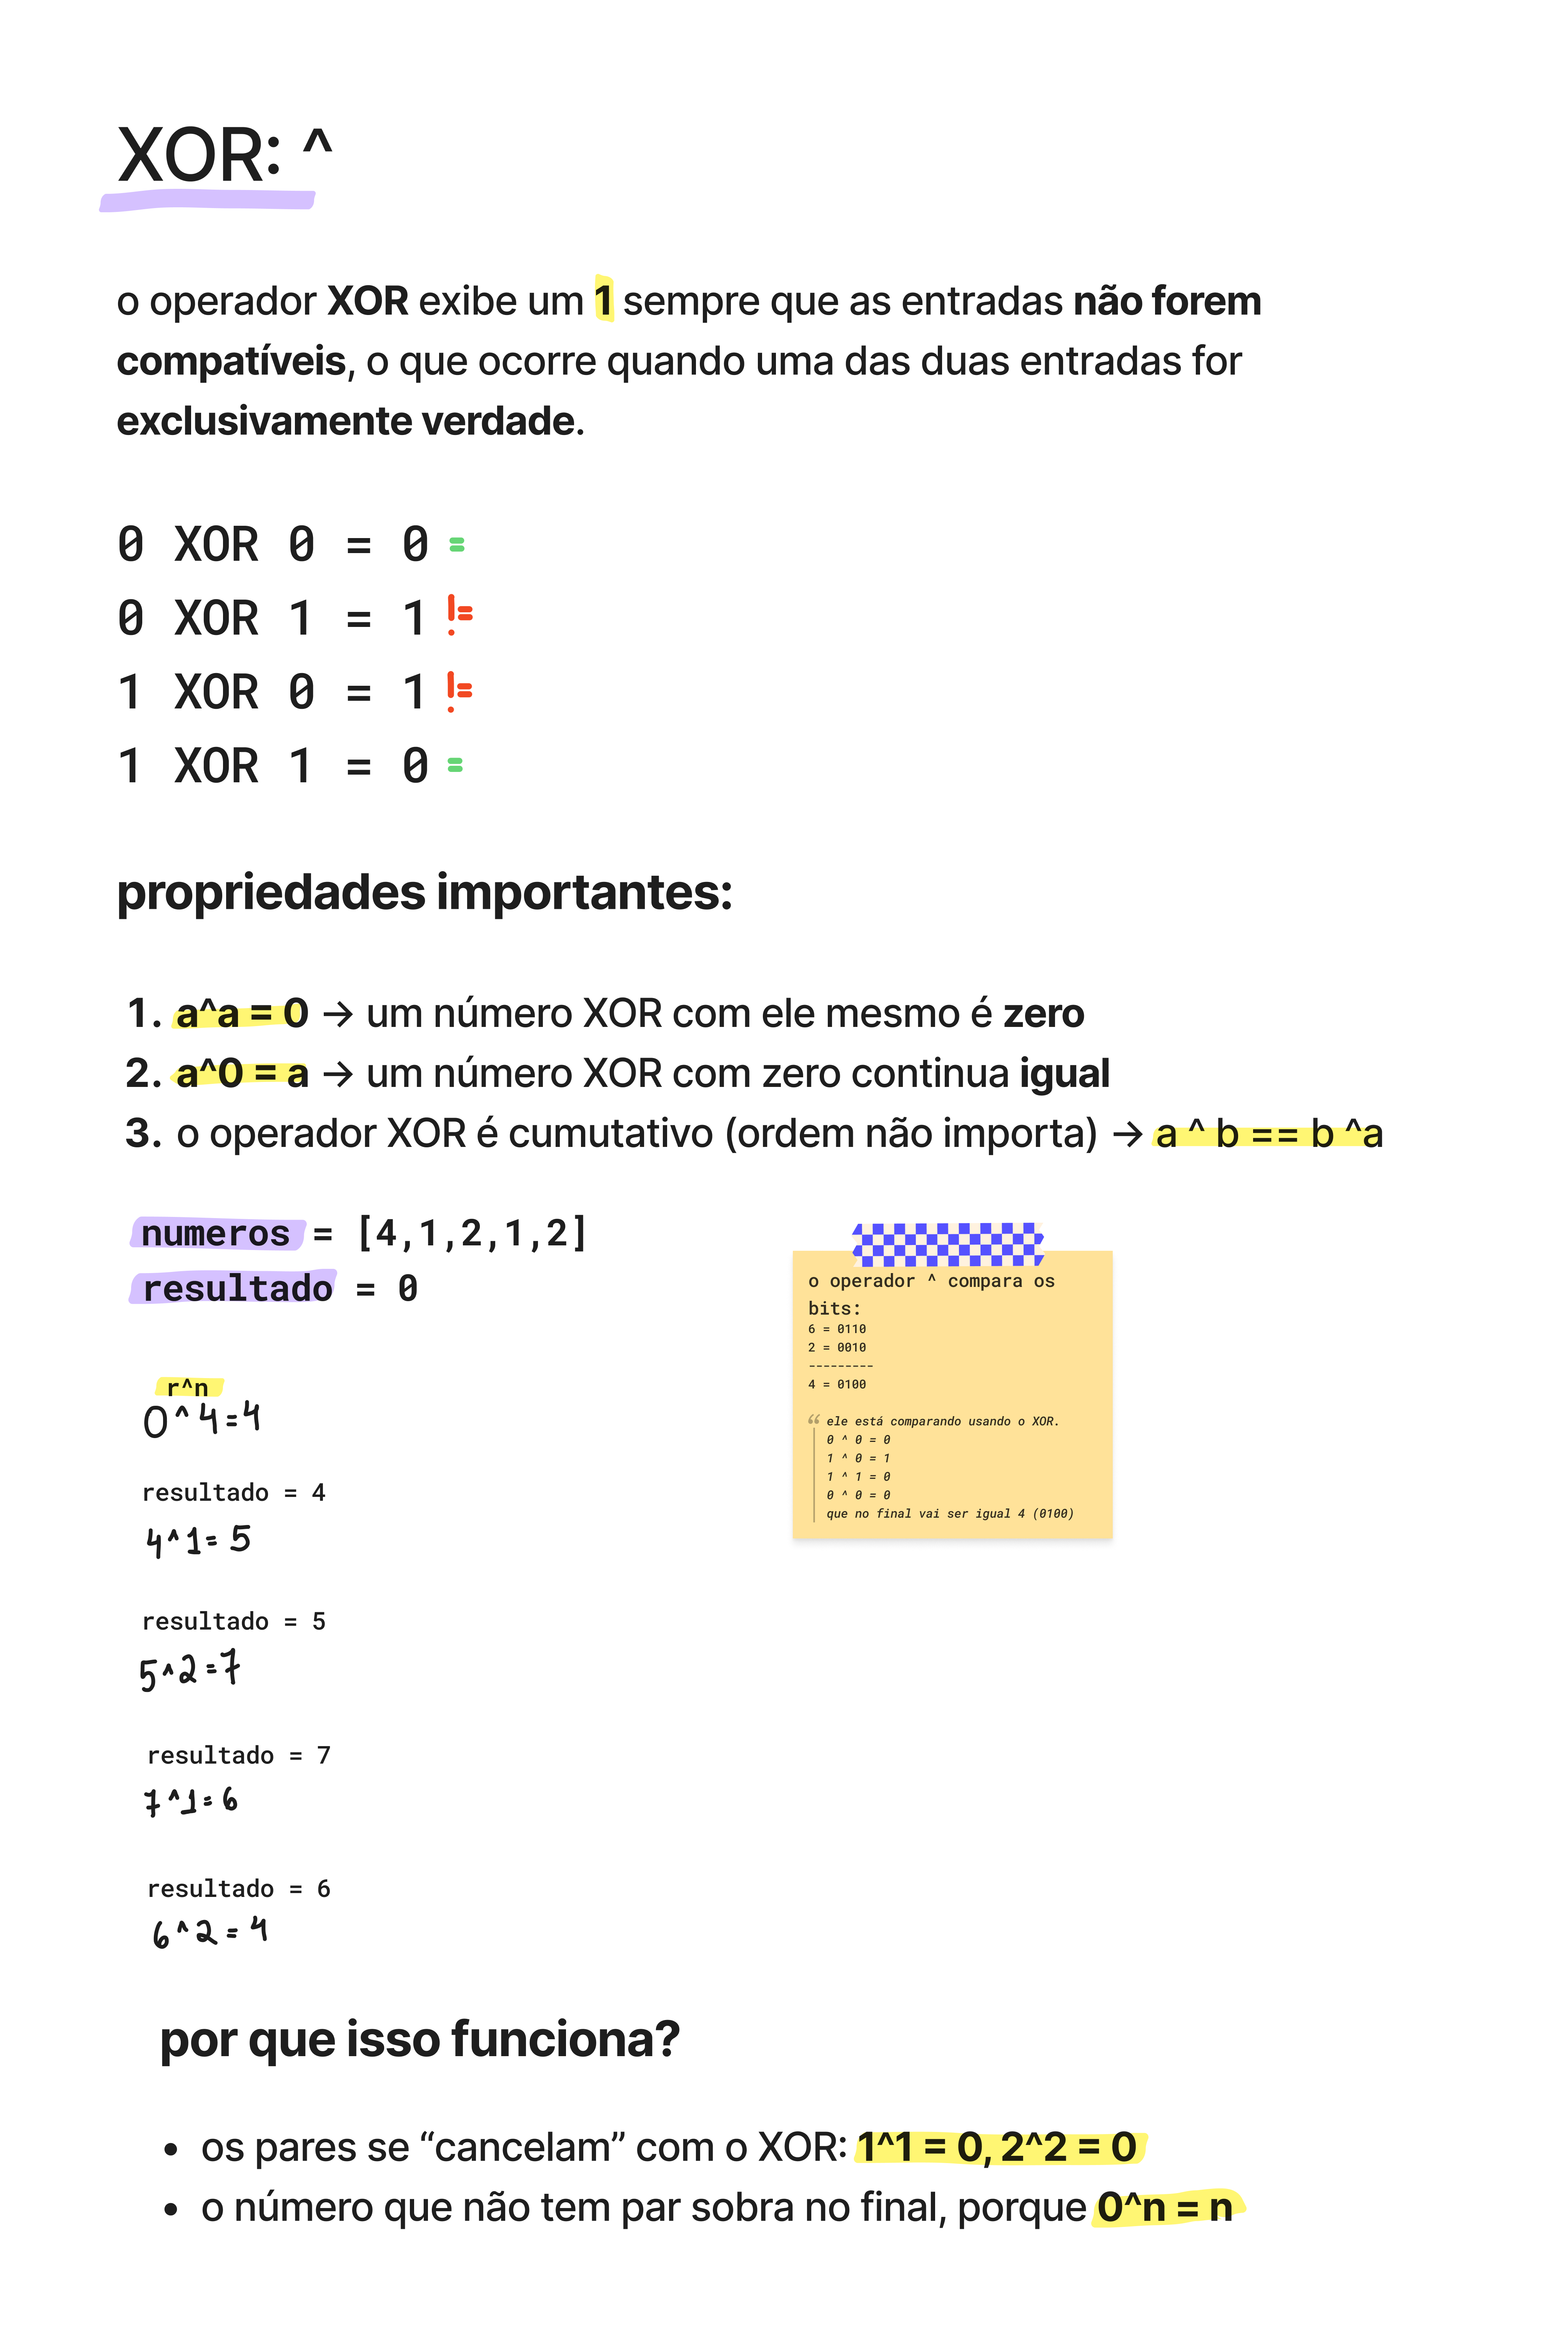 XOR: ^
o operador XOR exibe um 1 sempre que as entradas não forem
compatíveis, o que ocorre quando uma das duas entradas for
exclusivamente verdade.
0 XOR 0 = 0 =
0 XOR 1 = 1 !=
1 XOR 0 = 1 !=
1 XOR 1 = 0 =
propriedades importantes:
1. a^a = 0 → um número XOR com ele mesmo é zero
2. a^0 = a → um número XOR com zero continua igual
3. o operador XOR é cumutativo (ordem não importa) → a ^ b == b ^a
numeros = [4,1,2,1,2]
resultado = 0
r^n
0^4=4
resultado = 4
4^1=5
resultado = 5
5^2=7
resultado = 7
7^1=6
resultado = 6
6^2=4
o operador ^ compara os
bits:
6 = 0110
2 = 0010
---------
4 = 0100
“ ele está comparando usando o XOR.
0 ^ 0 = 0
1 ^ 0 = 1
1 ^ 1 = 0
0 ^ 0 = 0
que no final vai ser igual 4 (0100)
por que isso funciona?
• os pares se “cancelam” com o XOR: 1^1 = 0, 2^2 = 0
• o número que não tem par sobra no final, porque 0^n = n